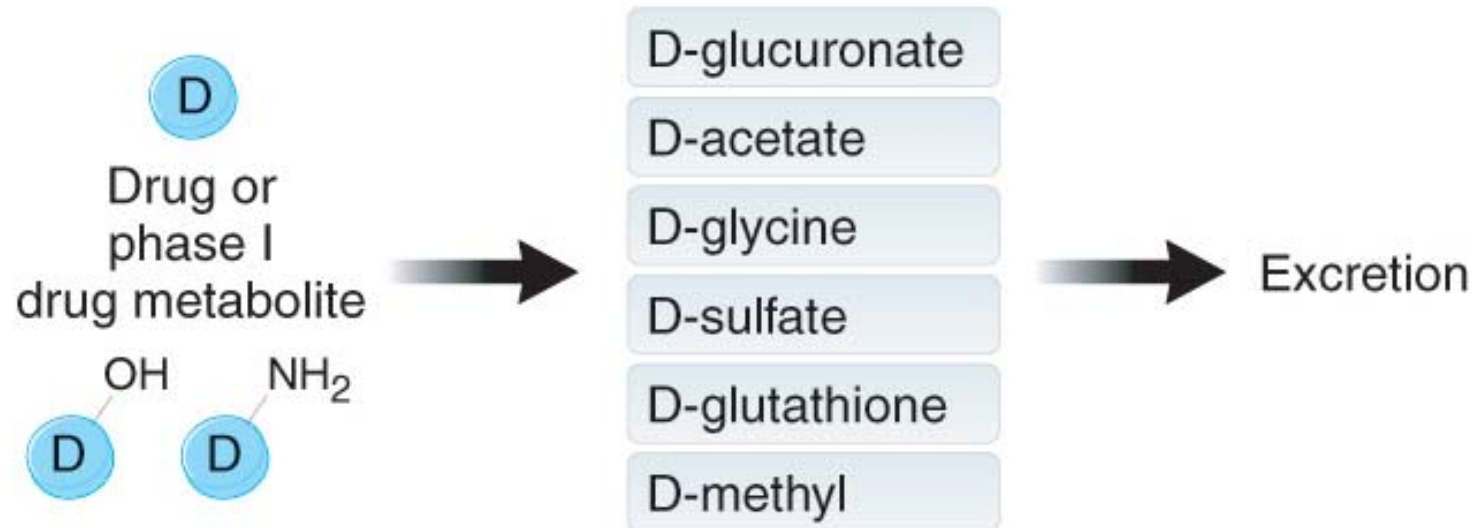 D
Drug or
phase I
drug metabolite
OH
D
NH2
D
D-glucuronate
D-acetate
D-glycine
D-sulfate
D-glutathione
D-methyl
Excretion